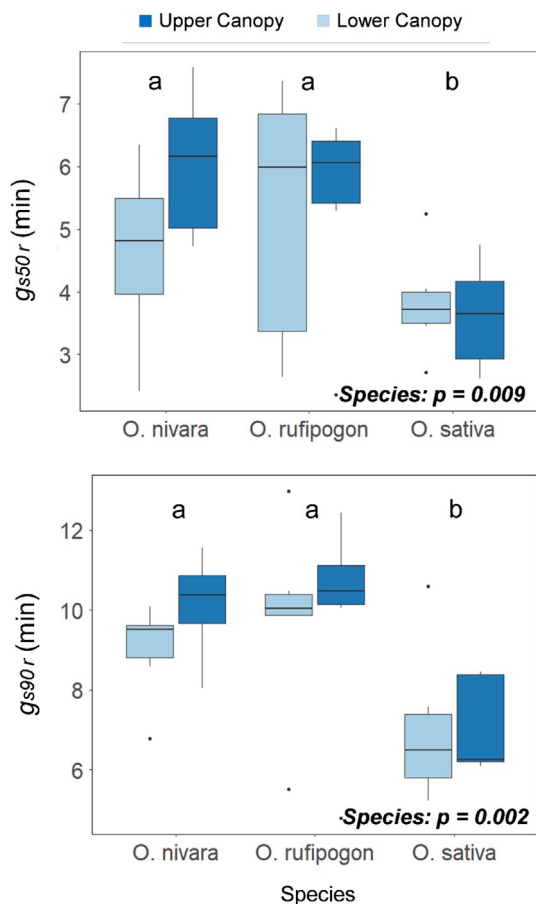 Upper Canopy Lower Canopy
a a b
7
6
5
4
3
gs50 r (min)
Species: p = 0.009
O. nivara O. rufipogon O. sativa
a a b
12
10
8
6
gs90 r (min)
Species: p = 0.002
O. nivara O. rufipogon O. sativa
Species